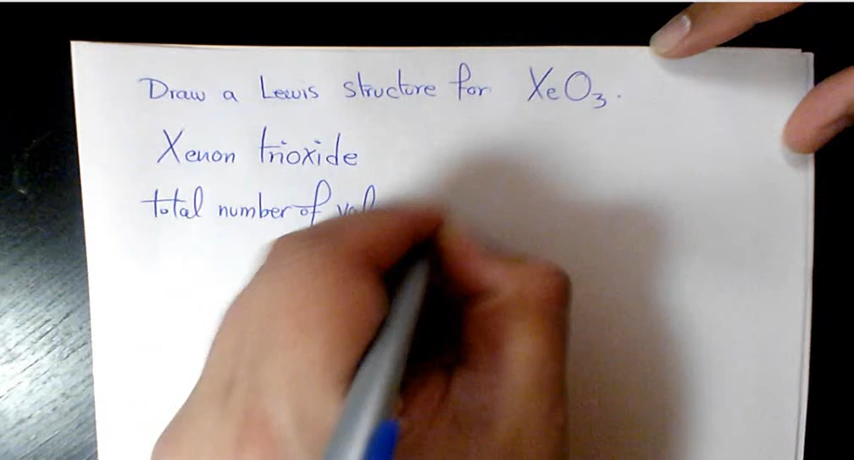 Draw a Lewis structure for XeO3.
Xenon trioxide
total number of